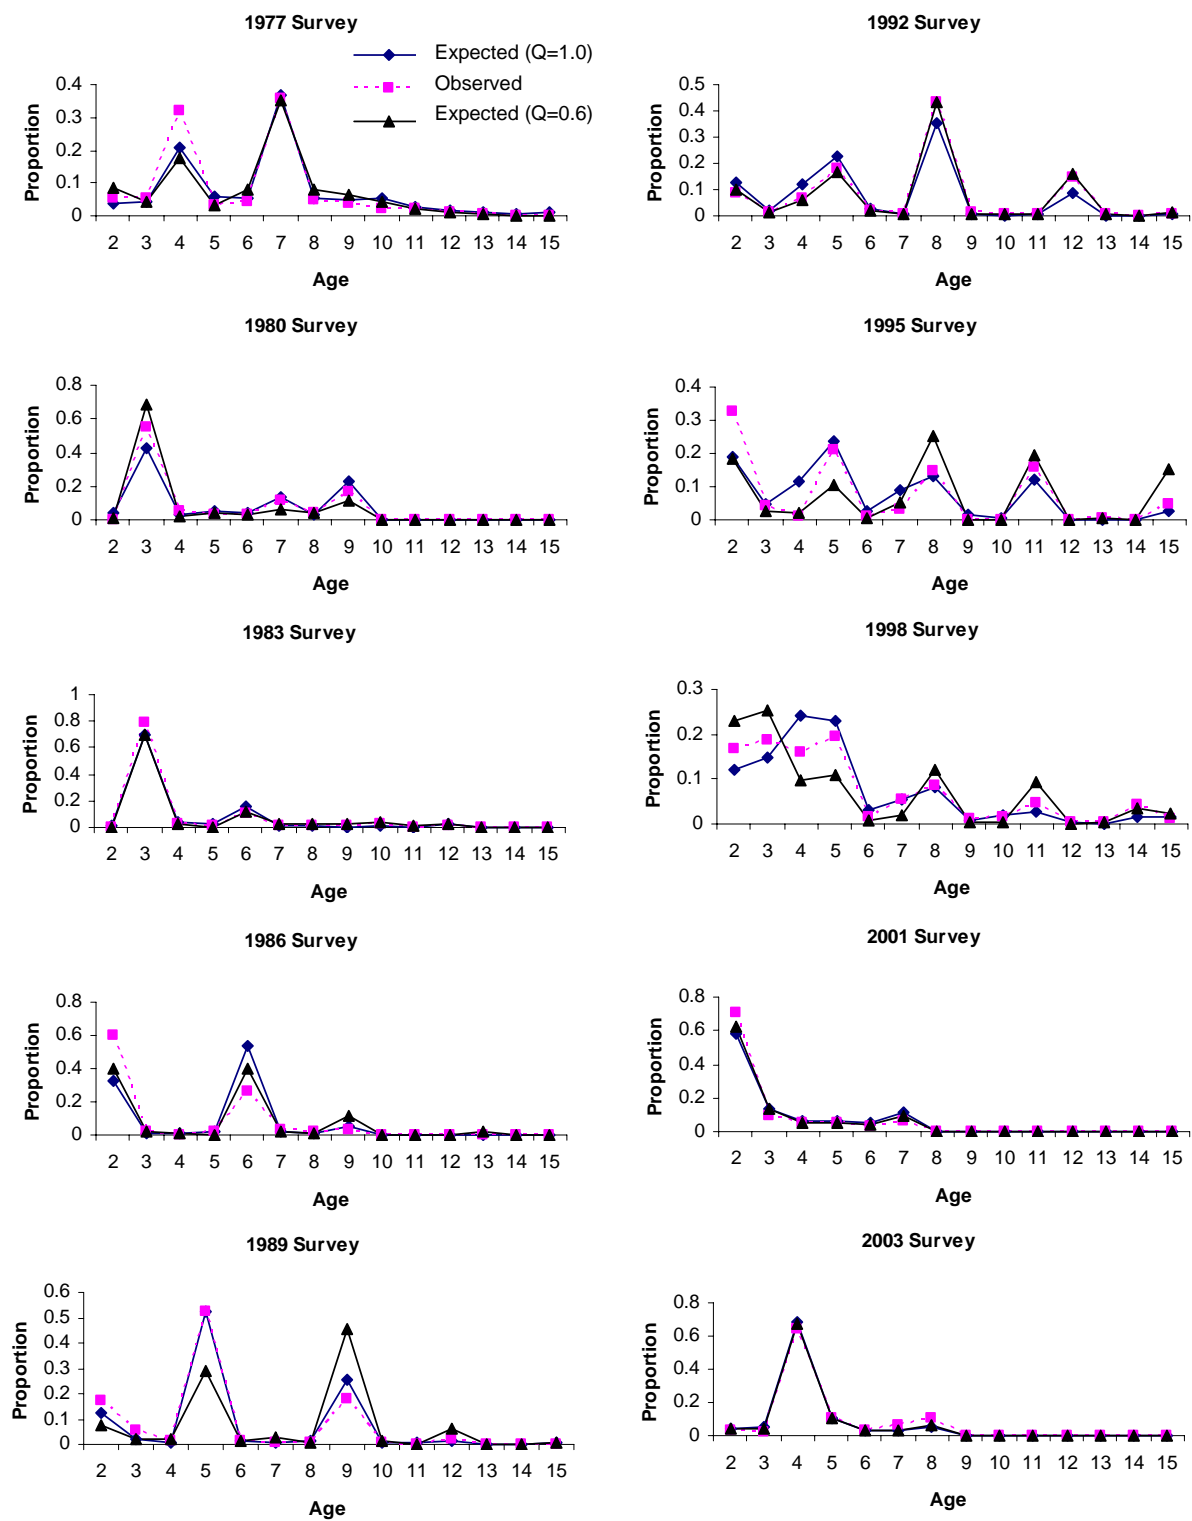 1977 Survey
Expected (Q=1.0)
Observed
Expected (Q=0.6)
Proportion
0.4
0.3
0.2
0.1
0
2 3 4 5 6 7 8 9 10 11 12 13 14 15
Age
1992 Survey
Proportion
0.5
0.4
0.3
0.2
0.1
0
2 3 4 5 6 7 8 9 10 11 12 13 14 15
Age
1980 Survey
Proportion
0.8
0.6
0.4
0.2
0
2 3 4 5 6 7 8 9 10 11 12 13 14 15
Age
1995 Survey
Proportion
0.4
0.3
0.2
0.1
0
2 3 4 5 6 7 8 9 10 11 12 13 14 15
Age
1983 Survey
Proportion
1
0.8
0.6
0.4
0.2
0
2 3 4 5 6 7 8 9 10 11 12 13 14 15
Age
1998 Survey
Proportion
0.3
0.2
0.1
0
2 3 4 5 6 7 8 9 10 11 12 13 14 15
Age
1986 Survey
Proportion
0.8
0.6
0.4
0.2
0
2 3 4 5 6 7 8 9 10 11 12 13 14 15
Age
2001 Survey
Proportion
0.8
0.6
0.4
0.2
0
2 3 4 5 6 7 8 9 10 11 12 13 14 15
Age
1989 Survey
Proportion
0.6
0.5
0.4
0.3
0.2
0.1
0
2 3 4 5 6 7 8 9 10 11 12 13 14 15
Age
2003 Survey
Proportion
0.8
0.6
0.4
0.2
0
2 3 4 5 6 7 8 9 10 11 12 13 14 15
Age